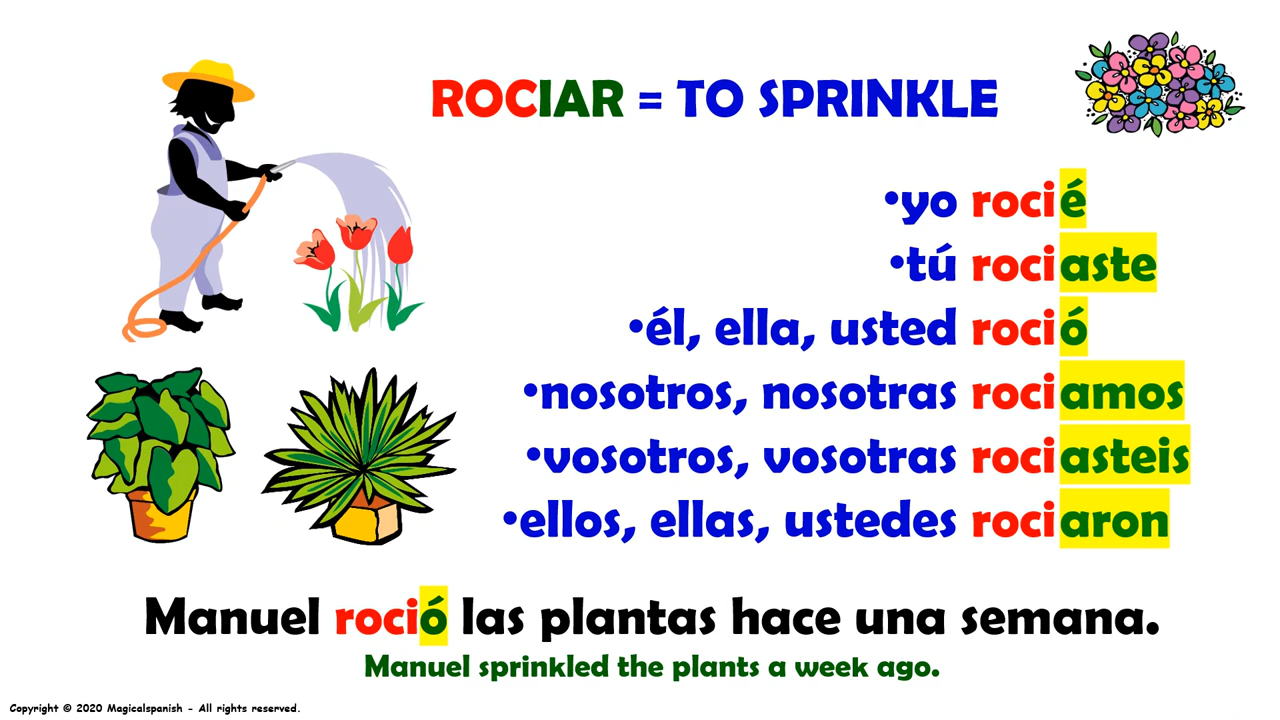 ROCIAR = TO SPRINKLE
•yo rocié
•tú rociaste
•él, ella, usted roció
•nosotros, nosotras rociamos
•vosotros, vosotras rociasteis
•ellos, ellas, ustedes rociaron
Manuel roció las plantas hace una semana.
Manuel sprinkled the plants a week ago.
Copyright © 2020 Magicalspanish - All rights reserved.